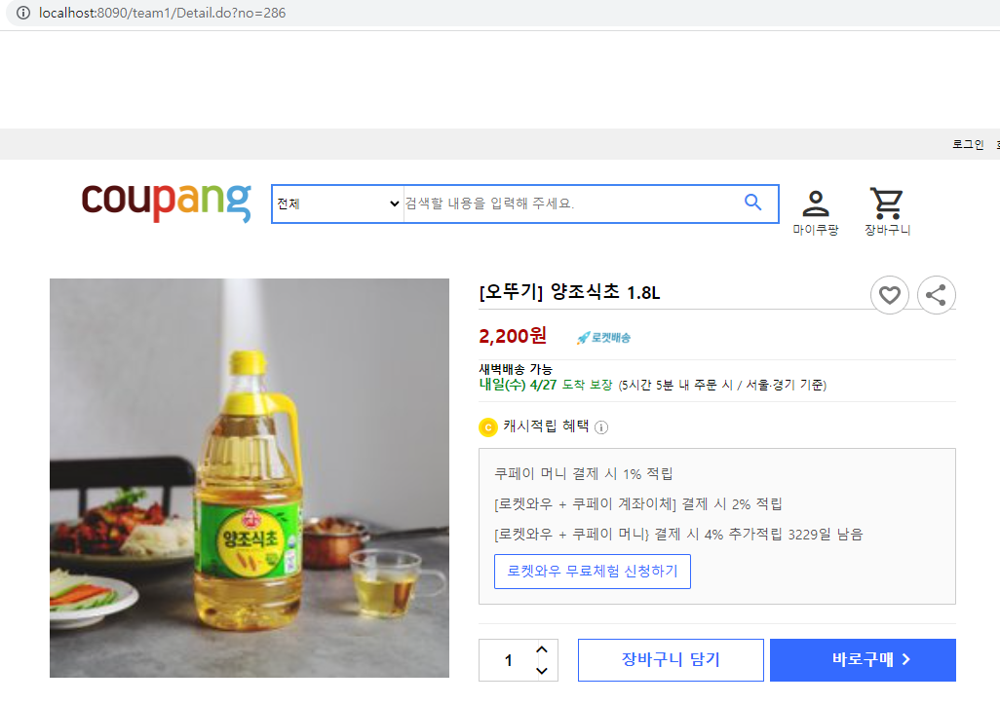 localhost:8090/team1/Detail.do?no=286
로그인
coupang
전체
검색할 내용을 입력해 주세요.
마이쿠팡
장바구니
[오뚜기] 양조식초 1.8L
2,200원
로켓배송
새벽배송 가능
내일(수) 4/27 도착 보장 (5시간 5분 내 주문 시 / 서울·경기 기준)
C 캐시적립 혜택
쿠페이 머니 결제 시 1% 적립
[로켓와우 + 쿠페이 계좌이체] 결제 시 2% 적립
[로켓와우 + 쿠페이 머니} 결제 시 4% 추가적립 3229일 남음
로켓와우 무료체험 신청하기
양조식초
1
장바구니 담기
바로구매